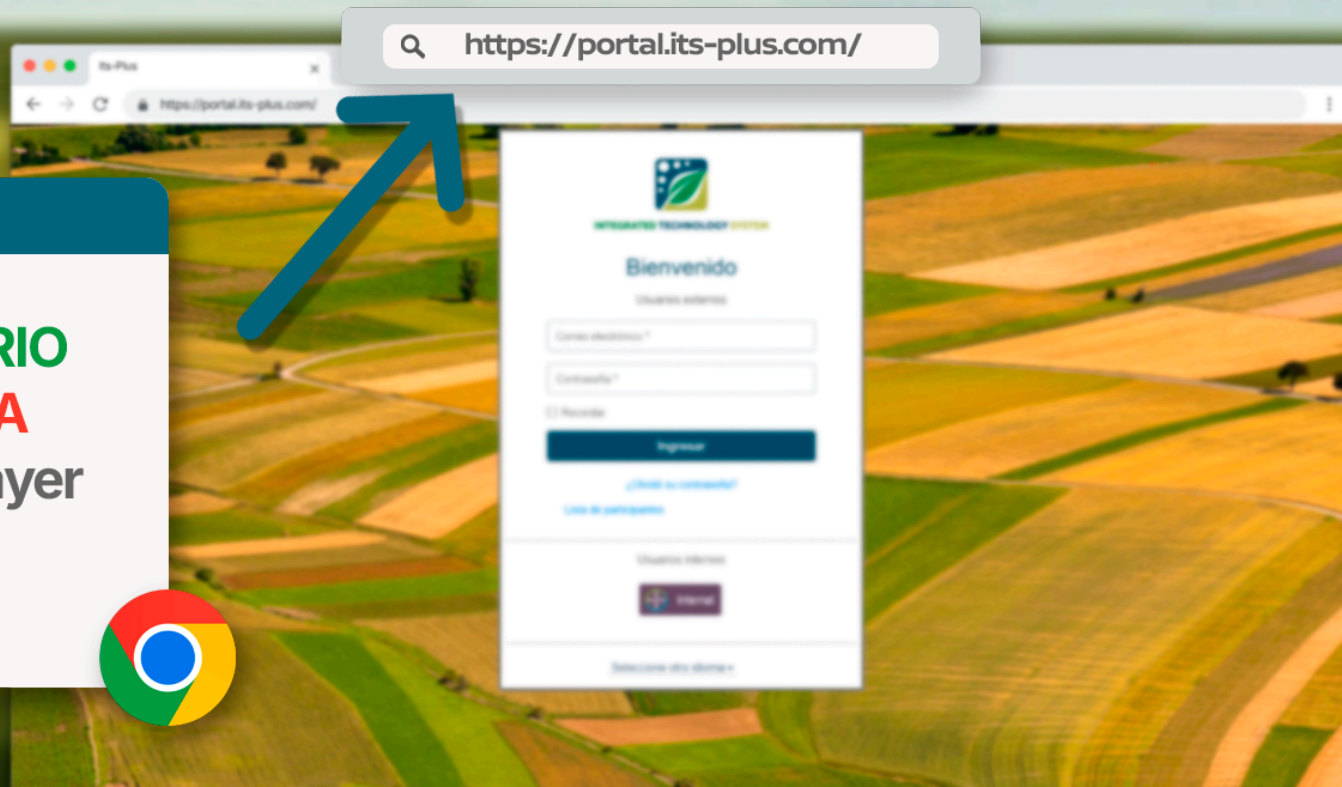 https://portal.its-plus.com/
Its-Plus
https://portal.its-plus.com/
RIO
A
ayer
INTEGRATED TECHNOLOGY SYSTEM
Bienvenido
Usuarios externos
Correo electrónico *
Contraseña *
Recordar
Ingresar
¿Olvidó su contraseña?
Lista de participantes
Usuarios internos
Internal
Seleccione otro idioma